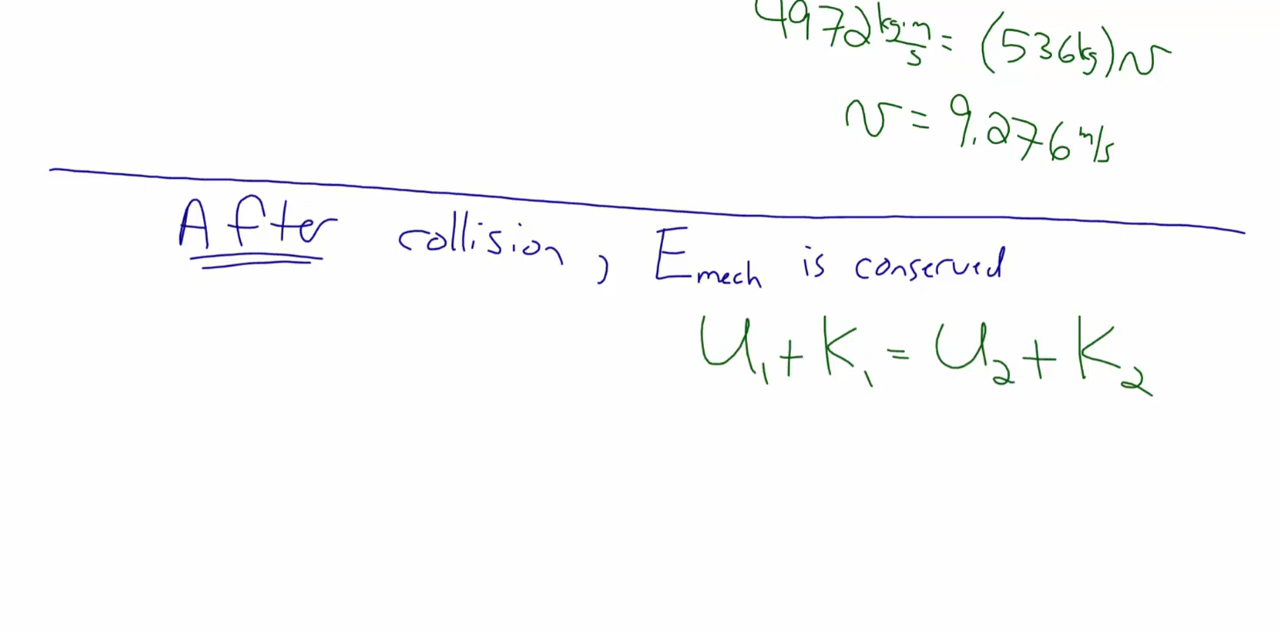 4972 kg·m/s = (536kg)v
v = 9.276 m/s
After collision, Emech is conserved
U₁ + K₁ = U₂ + K₂